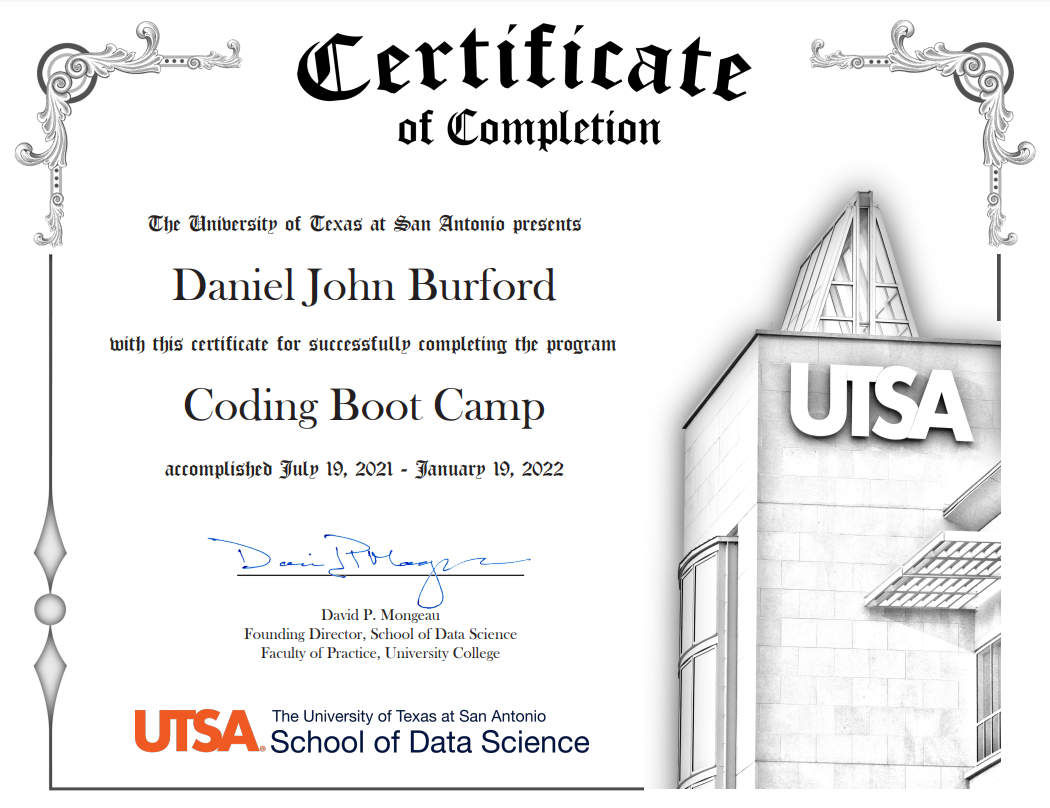 Certificate
of Completion
The University of Texas at San Antonio presents
Daniel John Burford
with this certificate for successfully completing the program
Coding Boot Camp
accomplished July 19, 2021 - January 19, 2022
UTSA
David P. Mongeau
Founding Director, School of Data Science
Faculty of Practice, University College
UTSA® The University of Texas at San Antonio
School of Data Science